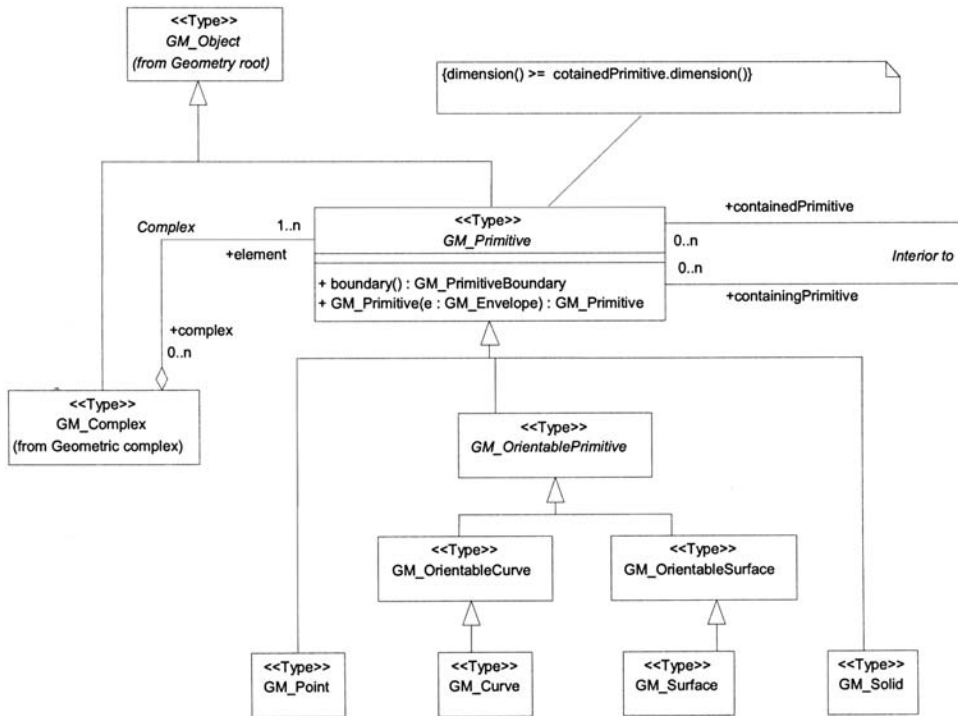 <<Type>>
GM_Object
(from Geometry root)
{dimension() >= cotainedPrimitive.dimension()}
Complex
1..n
+element
<<Type>>
GM_Primitive
+ boundary() : GM_PrimitiveBoundary
+ GM_Primitive(e : GM_Envelope) : GM_Primitive
+containedPrimitive
0..n
0..n
Interior to
+containingPrimitive
+complex
0..n
<<Type>>
GM_Complex
(from Geometric complex)
<<Type>>
GM_OrientablePrimitive
<<Type>>
GM_OrientableCurve
<<Type>>
GM_OrientableSurface
<<Type>>
GM_Point
<<Type>>
GM_Curve
<<Type>>
GM_Surface
<<Type>>
GM_Solid